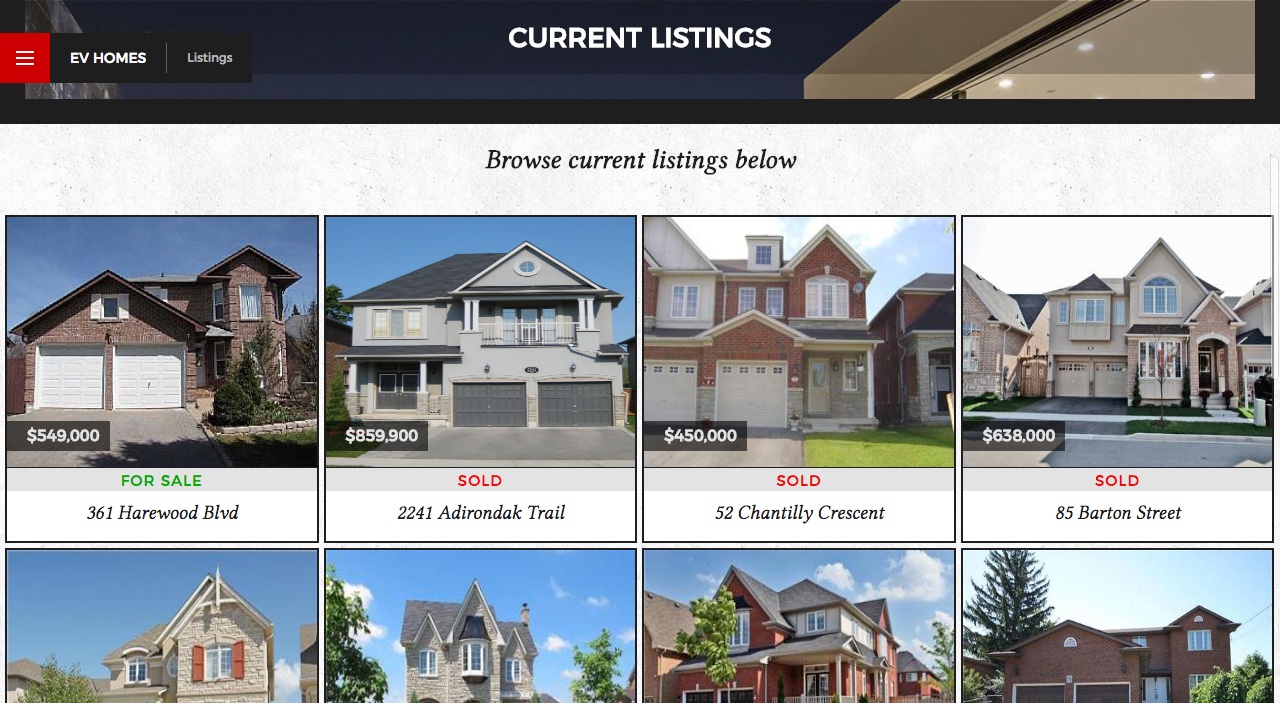 CURRENT LISTINGS
EV HOMES
Listings
Browse current listings below
$549,000
$859,900
$450,000
$638,000
FOR SALE
SOLD
SOLD
SOLD
361 Harewood Blvd
2241 Adirondak Trail
52 Chantilly Crescent
85 Barton Street